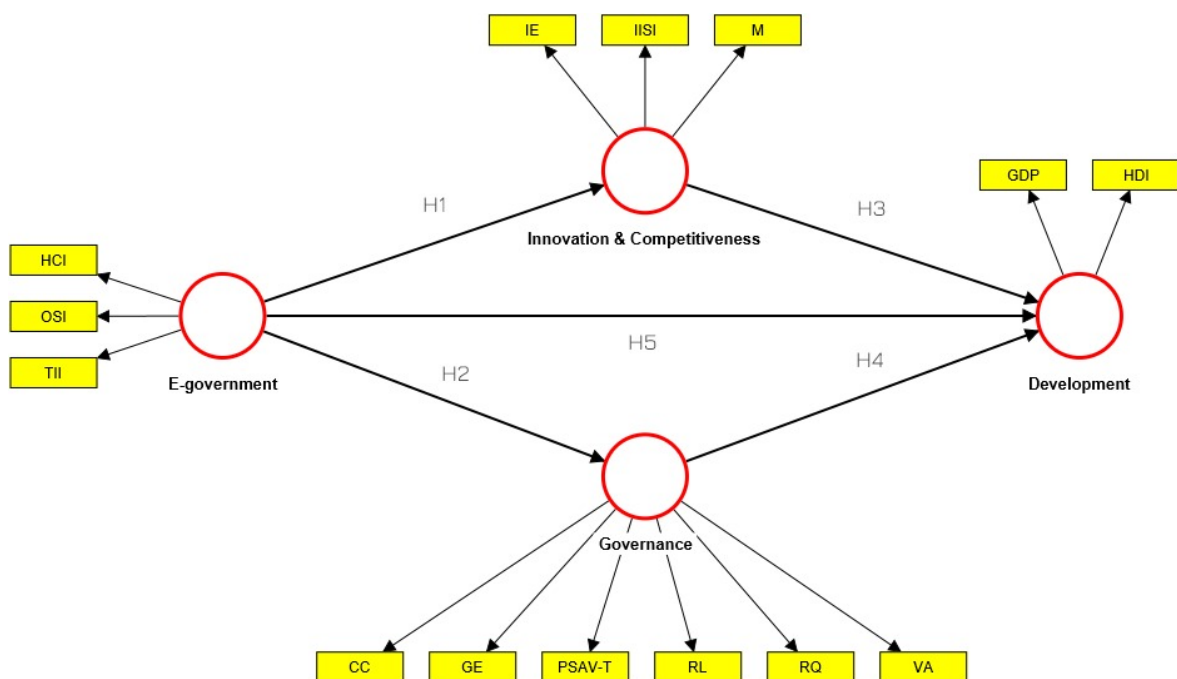 IE
IISI
M
GDP
HDI
H1
H3
Innovation & Competitiveness
HCI
OSI
TII
E-government
H5
H2
H4
Development
Governance
CC
GE
PSAV-T
RL
RQ
VA